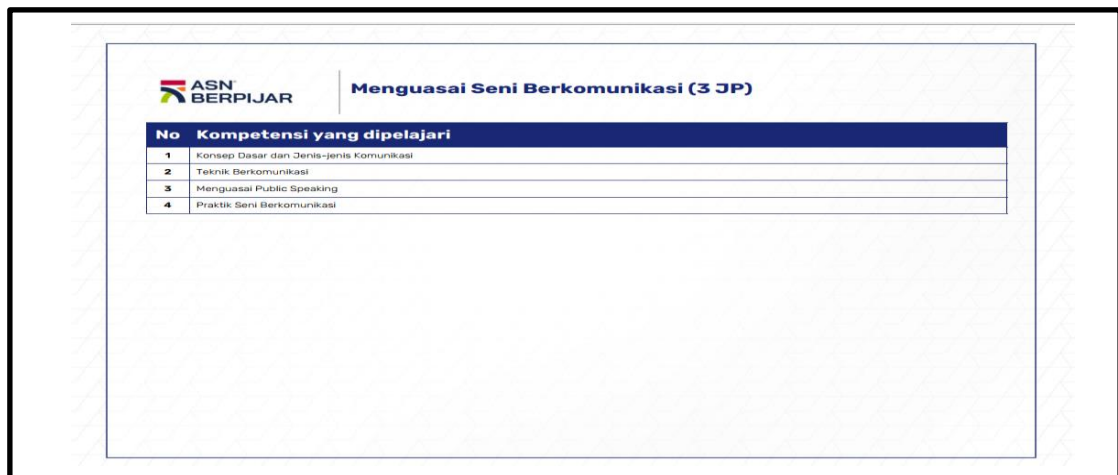 ASN
BERPIJAR
Menguasai Seni Berkomunikasi (3 JP)
No Kompetensi yang dipelajari
1 Konsep Dasar dan Jenis-jenis Komunikasi
2 Teknik Berkomunikasi
3 Menguasai Public Speaking
4 Praktik Seni Berkomunikasi